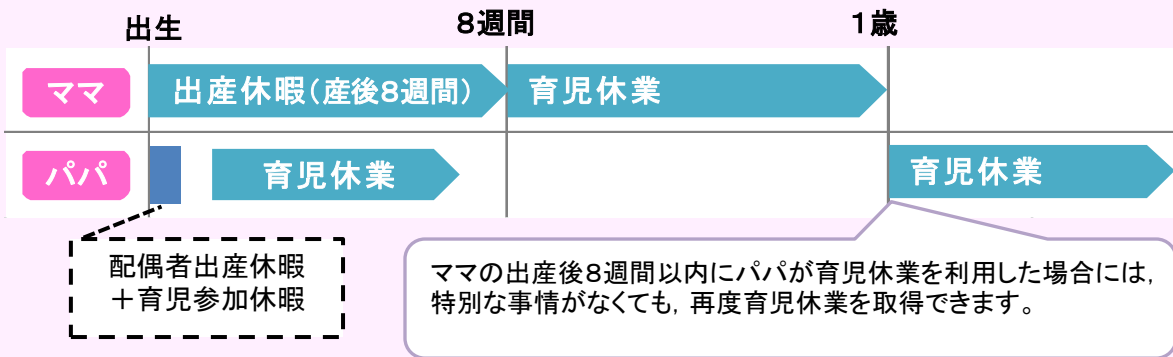 出生
8週間
1歳
ママ
出産休暇(産後8週間)
育児休業
パパ
育児休業
育児休業
配偶者出産休暇
+育児参加休暇
ママの出産後8週間以内にパパが育児休業を利用した場合には,
特別な事情がなくても, 再度育児休業を取得できます。